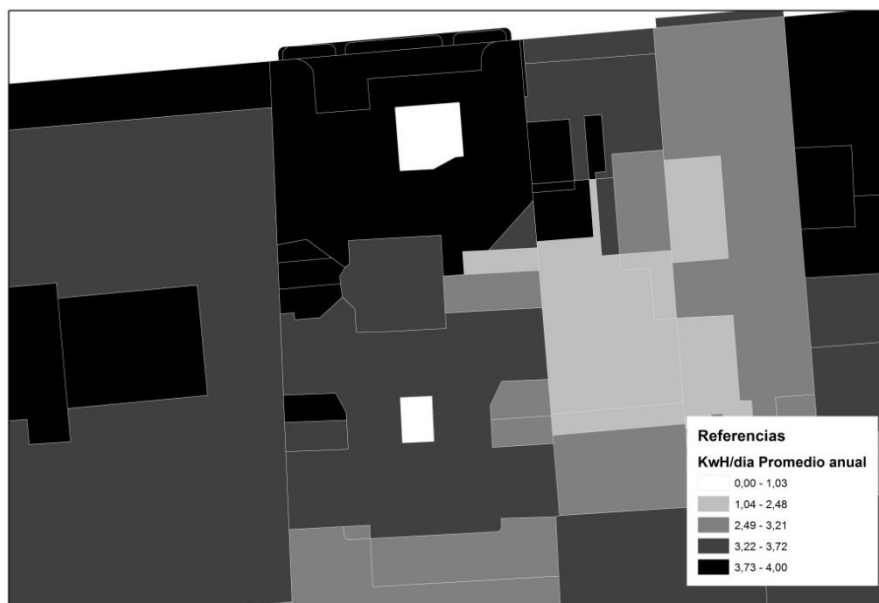 Referencias
KwH/dia Promedio anual
0,00 - 1,03
1,04 - 2,48
2,49 - 3,21
3,22 - 3,72
3,73 - 4,00